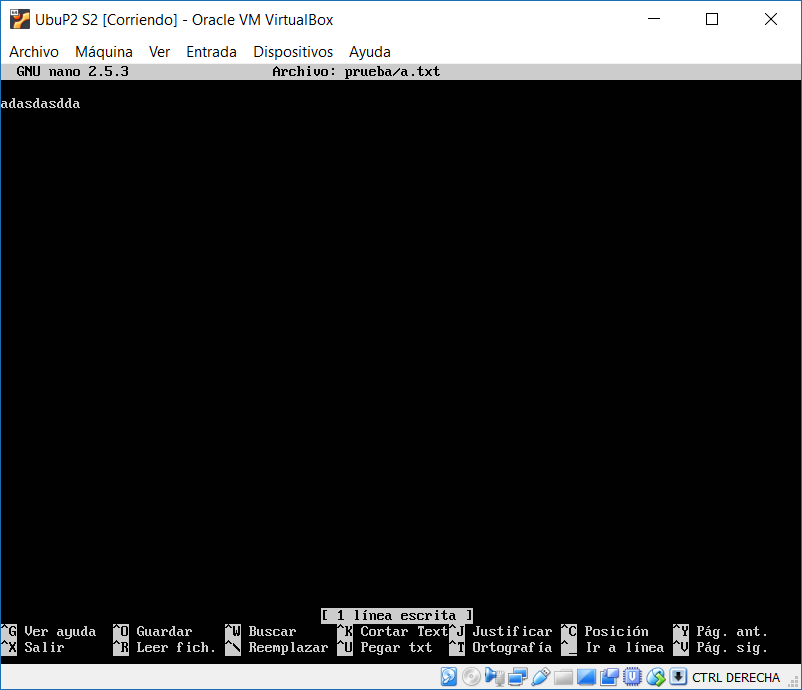 UbuP2 S2 [Corriendo] - Oracle VM VirtualBox
Archivo Máquina Ver Entrada Dispositivos Ayuda
GNU nano 2.5.3 Archivo: prueba/a.txt
adasdasdda
[ 1 línea escrita ]
^G Ver ayuda ^O Guardar ^W Buscar ^K Cortar Text^J Justificar ^C Posición ^Y Pág. ant.
^X Salir ^R Leer fich. ^\ Reemplazar ^U Pegar txt ^T Ortografía ^_ Ir a línea ^V Pág. sig.
CTRL DERECHA